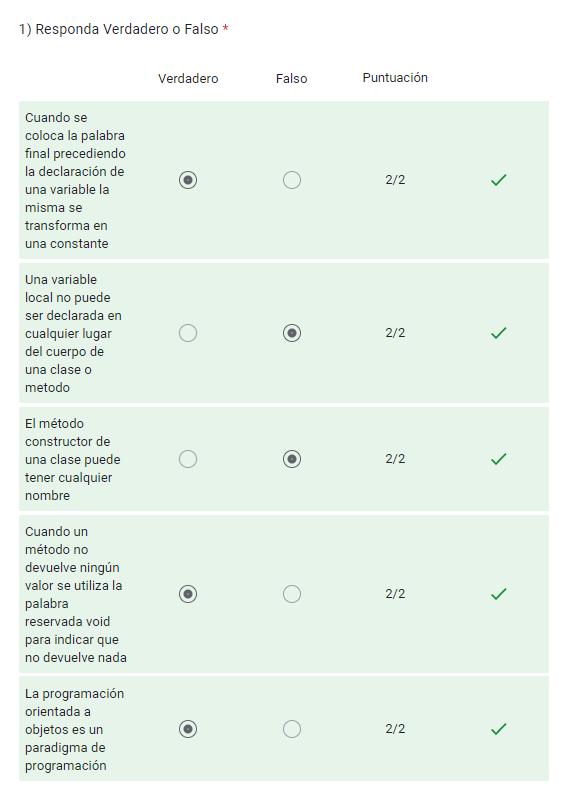 1) Responda Verdadero o Falso *
Verdadero Falso Puntuación
Cuando se
coloca la palabra
final precediendo
la declaración de
una variable la
misma se
transforma en
una constante
2/2
Una variable
local no puede
ser declarada en
cualquier lugar
del cuerpo de
una clase o
metodo
2/2
El método
constructor de
una clase puede
tener cualquier
nombre
2/2
Cuando un
método no
devuelve ningún
valor se utiliza la
palabra
reservada void
para indicar que
no devuelve nada
2/2
La programación
orientada a
objetos es un
paradigma de
programación
2/2